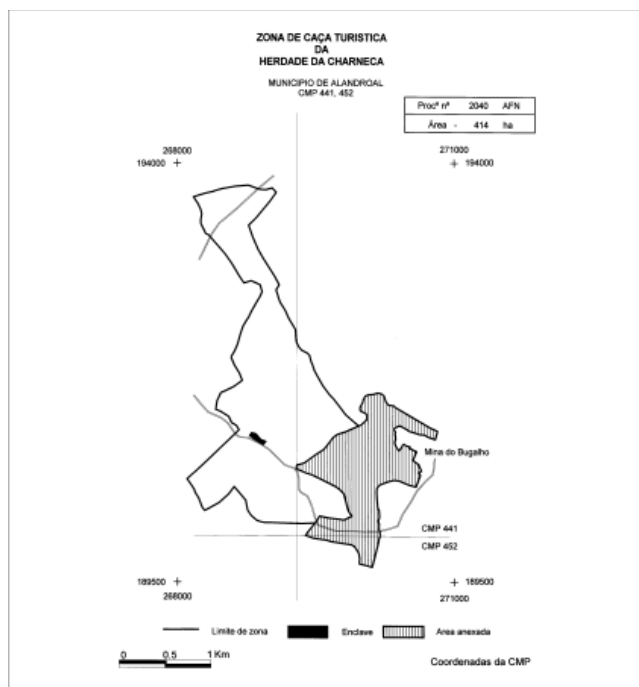 ZONA DE CAÇA TURISTICA
DA
HERDADE DA CHARNECA
MUNICIPIO DE ALANDROAL
CMP 441, 452
Procº nº 2040 AFN
Área - 414 ha
268000
194000
271000
194000
Mina do Bugalho
CMP 441
CMP 452
189500
268000
189500
271000
Limite de zona
Enclave
Area anexada
0 0.5 1 Km
Coordenadas da CMP